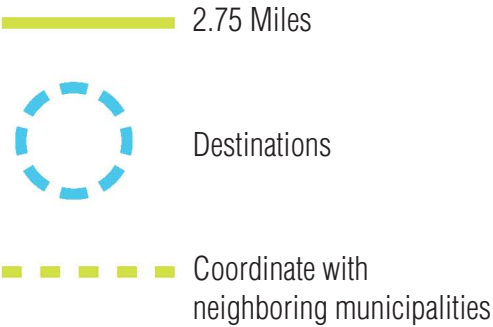 2.75 Miles
Destinations
Coordinate with
neighboring municipalities